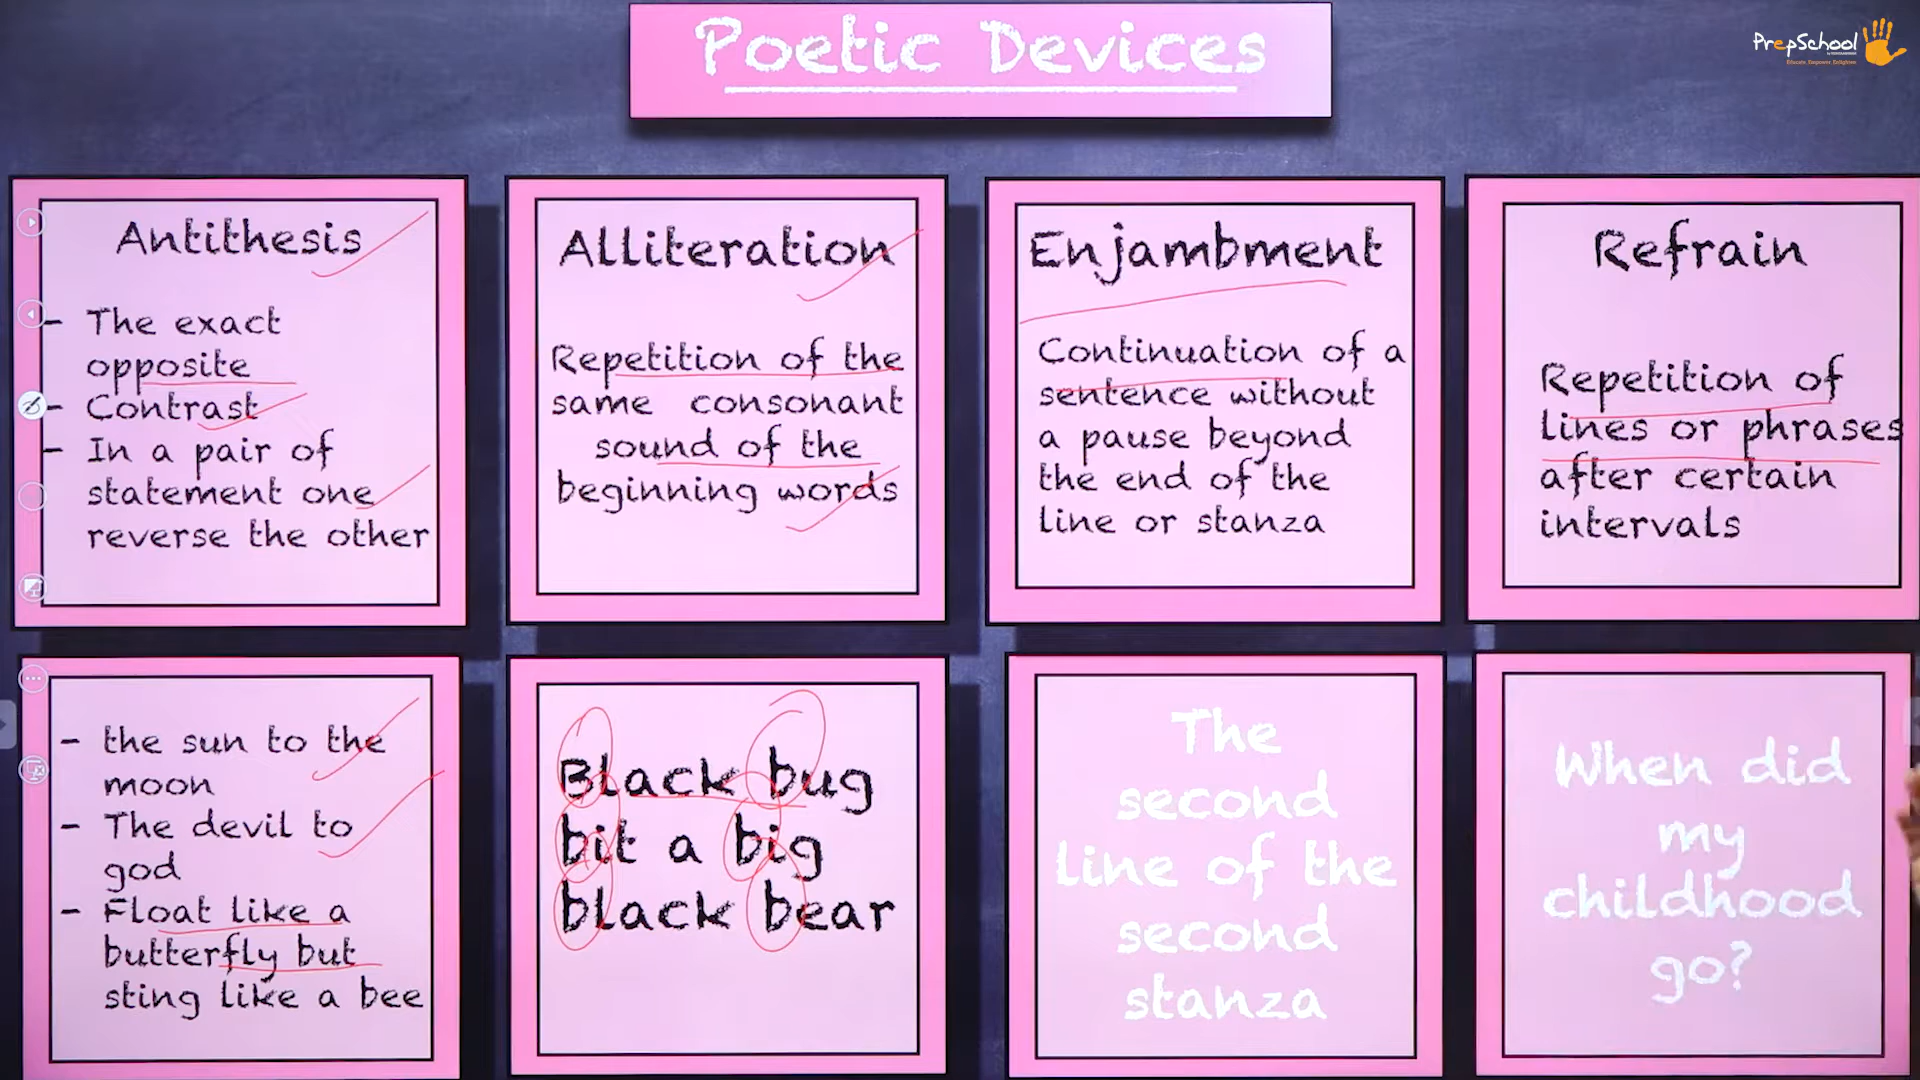 Poetic Devices
PrepSchool
Educate. Empower. Enlighten
Antithesis
- The exact
opposite
- Contrast
- In a pair of
statement one
reverse the other
Alliteration
Repetition of the
same consonant
sound of the
beginning words
Enjambment
Continuation of a
sentence without
a pause beyond
the end of the
line or stanza
Refrain
Repetition of
lines or phrases
after certain
intervals
- the sun to the
moon
- The devil to
god
- Float like a
butterfly but
sting like a bee
Black bug
bit a big
black bear
The
second
line of the
second
stanza
When did
my
childhood
go?